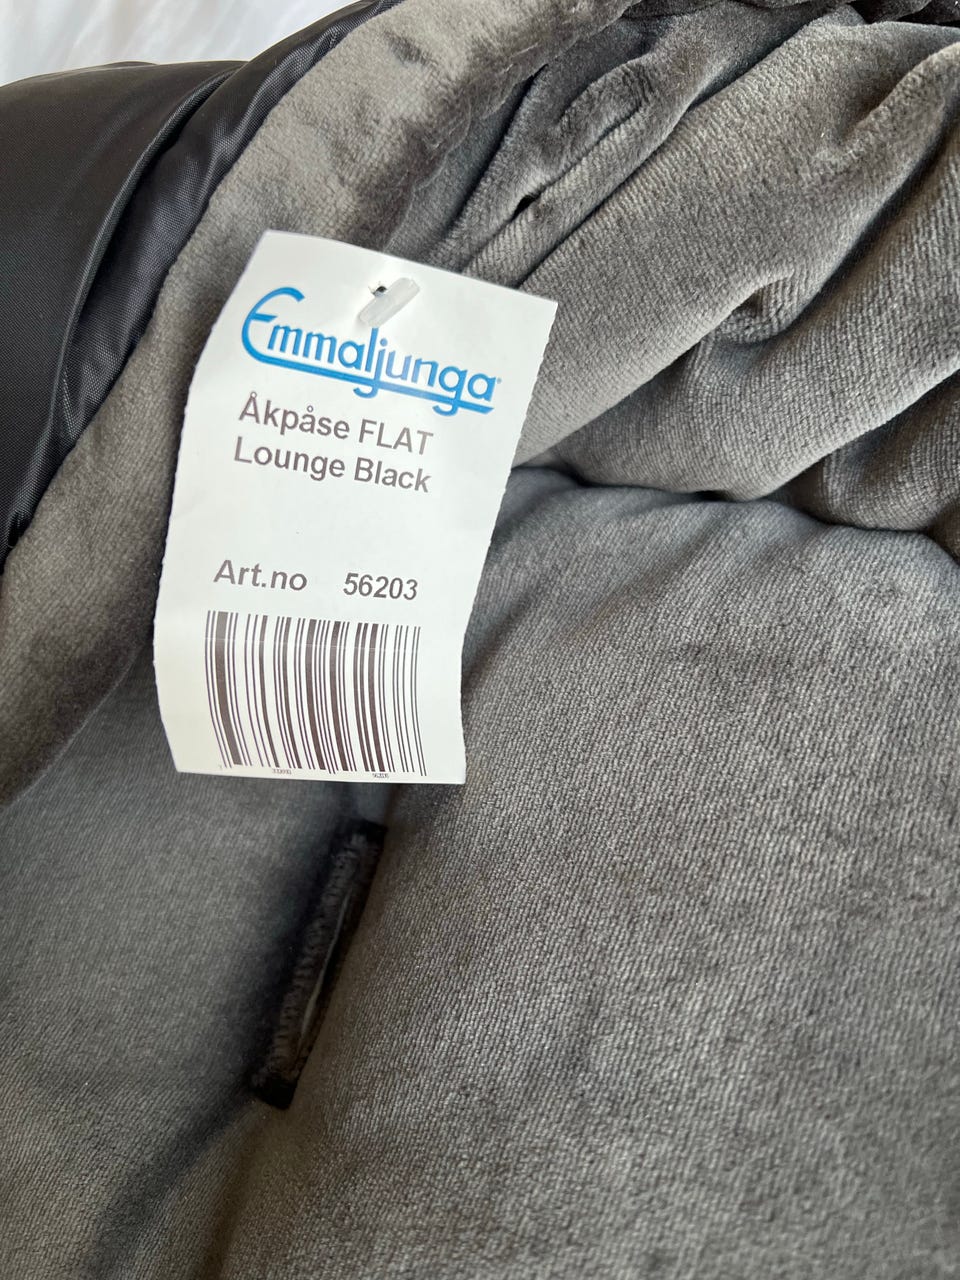 Emmaljunga
Åkpåse FLAT
Lounge Black
Art.no 56203